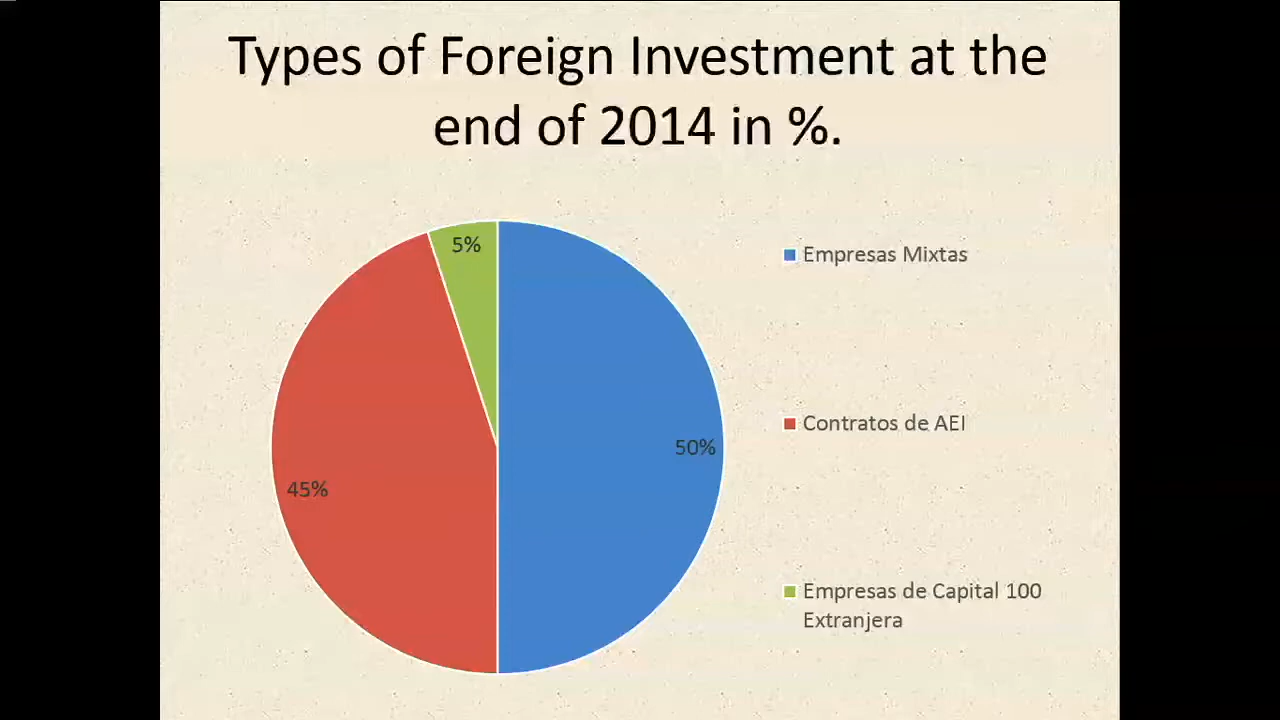 Types of Foreign Investment at the
end of 2014 in %.
5%
50%
45%
Empresas Mixtas
Contratos de AEI
Empresas de Capital 100
Extranjera